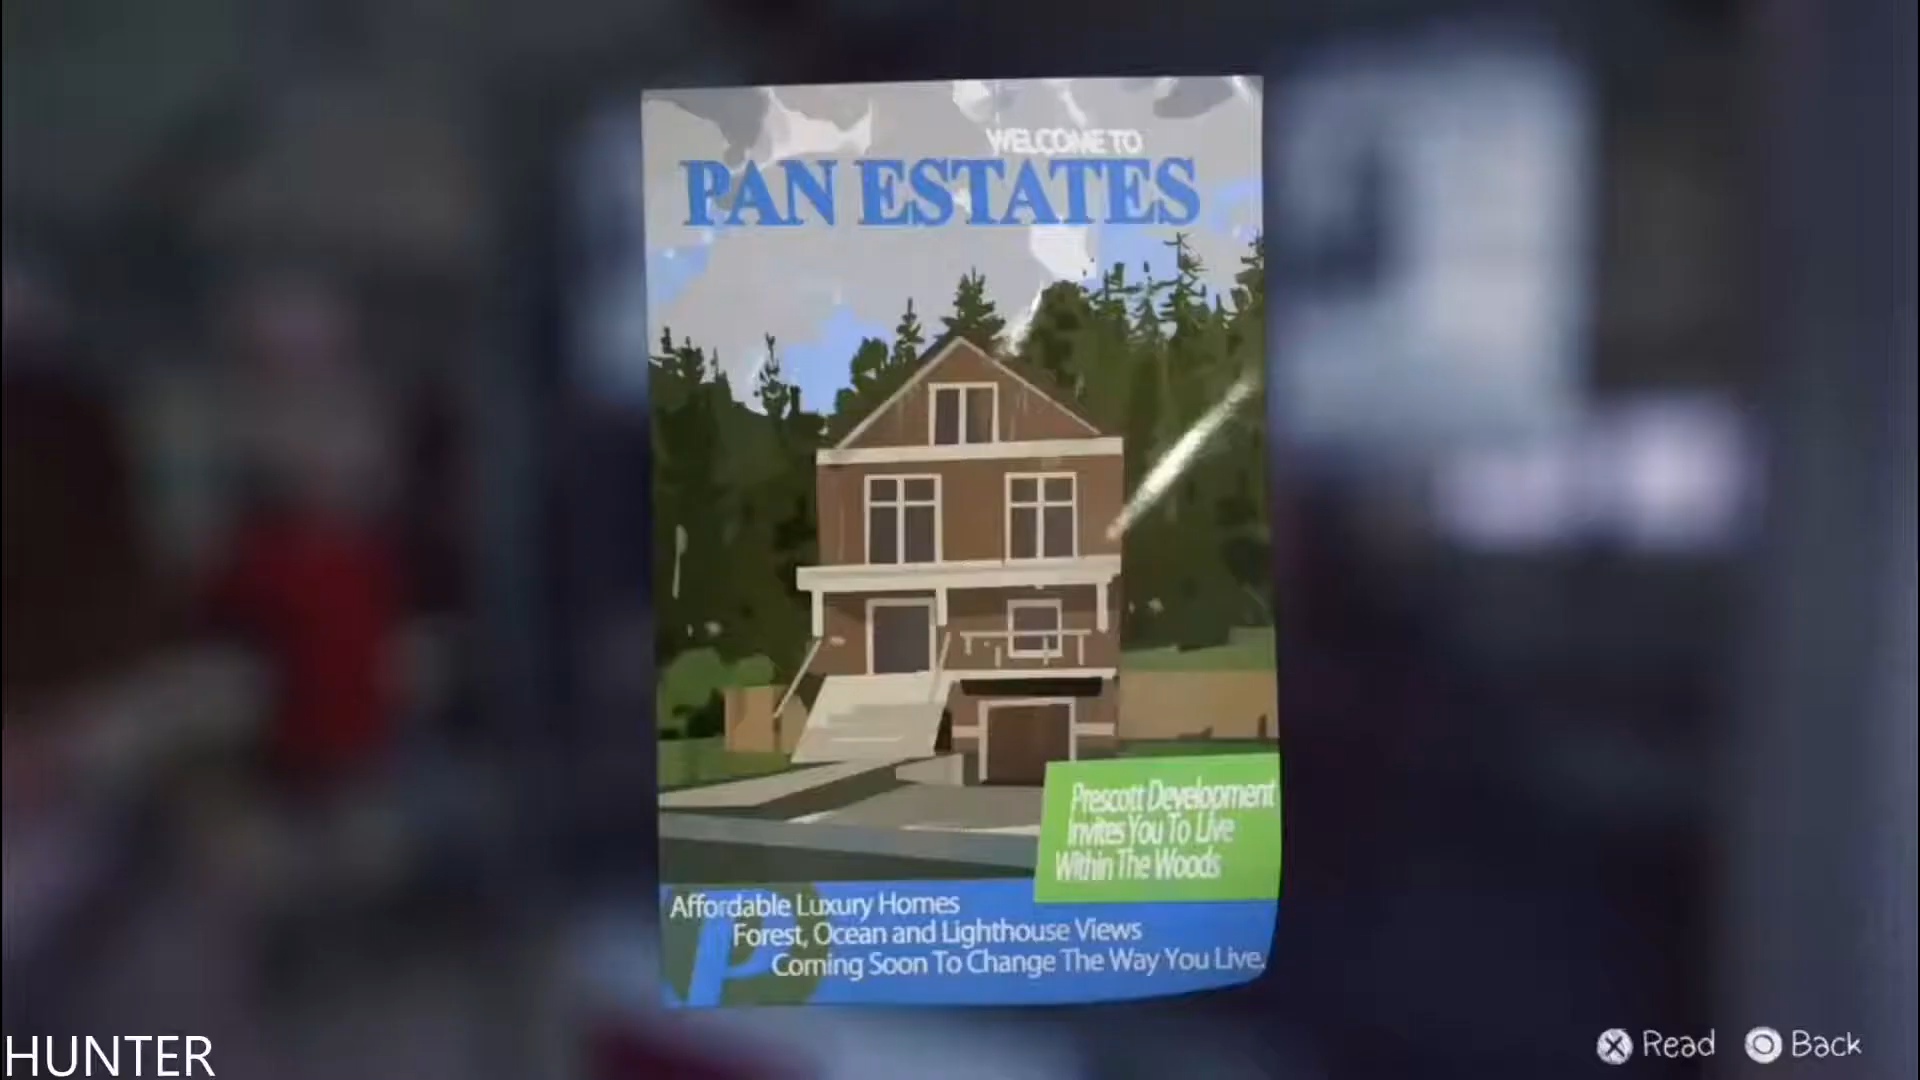 WELCOME TO
PAN ESTATES
Prescott Development
Invites You To Live
Within The Woods
Affordable Luxury Homes
Forest, Ocean and Lighthouse Views
Coming Soon To Change The Way You Live.
HUNTER
Read
Back